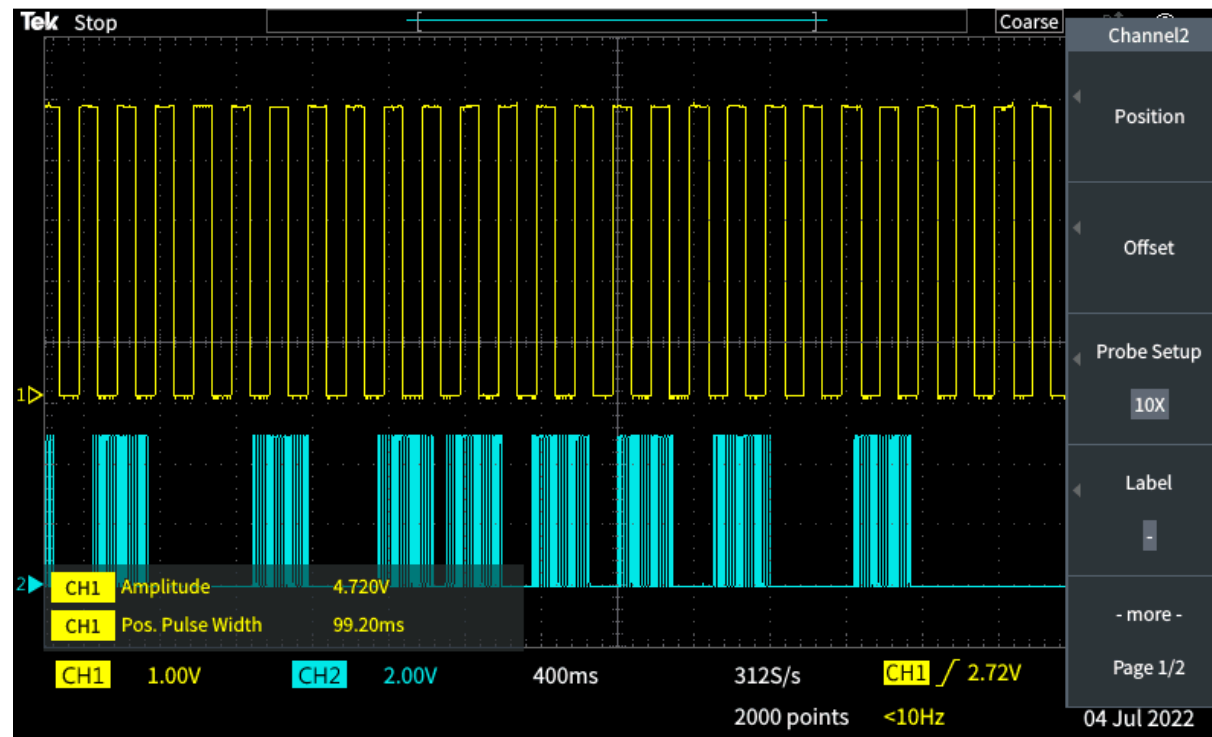 Tek Stop
Coarse
Channel2
Position
Offset
Probe Setup
10X
Label
-
- more -
Page 1/2
1
2
CH1 Amplitude 4.720V
CH1 Pos. Pulse Width 99.20ms
CH1 1.00V CH2 2.00V 400ms 312S/s CH1 2.72V
2000 points <10Hz 04 Jul 2022